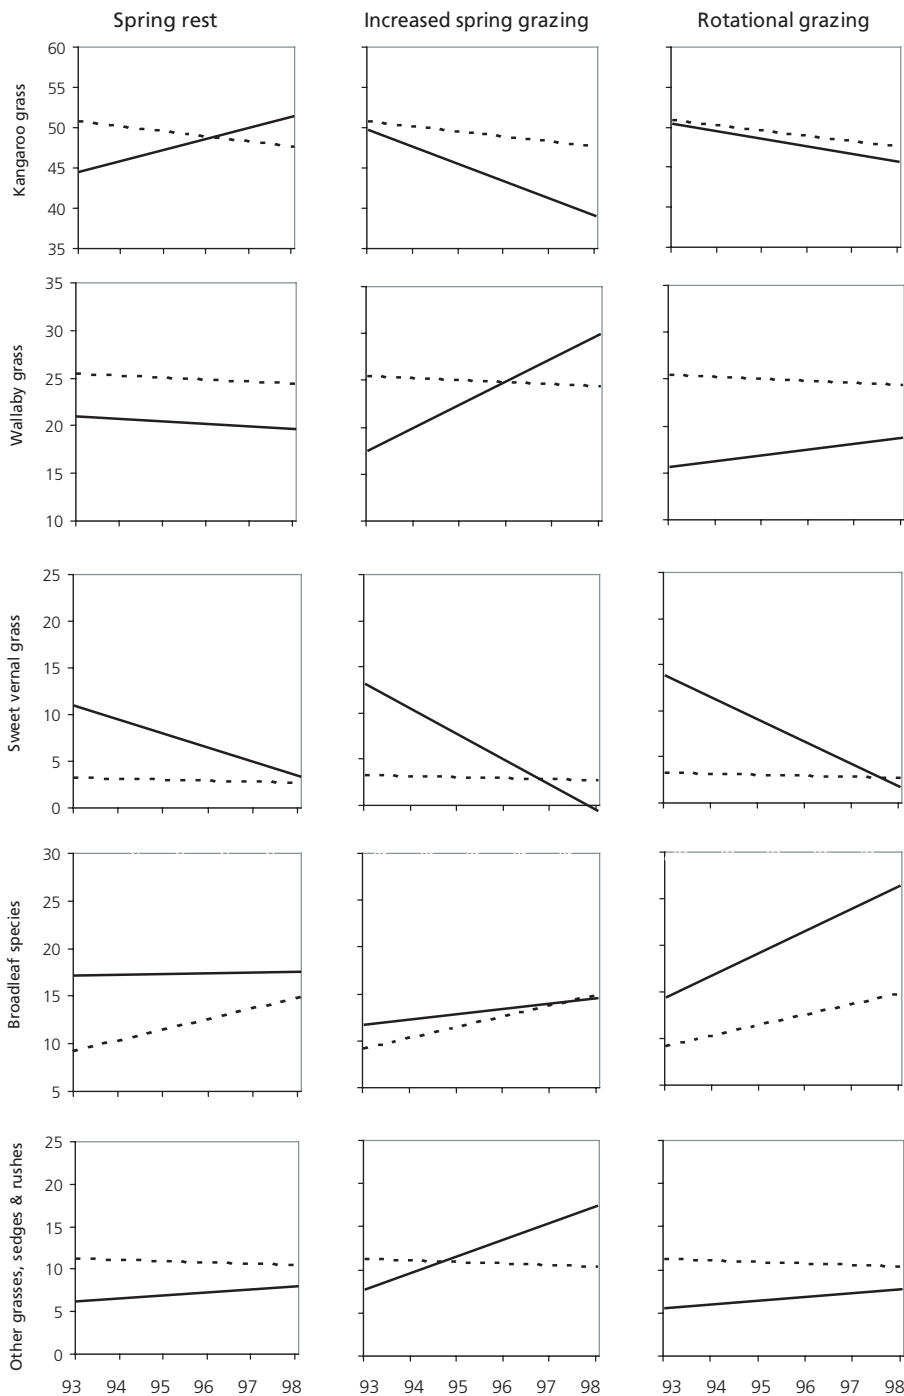 Spring rest
Increased spring grazing
Rotational grazing
Kangaroo grass
60
55
50
45
40
35
Wallaby grass
35
30
25
20
15
10
Sweet vernal grass
25
20
15
10
5
0
Broadleaf species
30
25
20
15
10
5
Other grasses, sedges & rushes
25
20
15
10
5
0
93 94 95 96 97 98
93 94 95 96 97 98
93 94 95 96 97 98